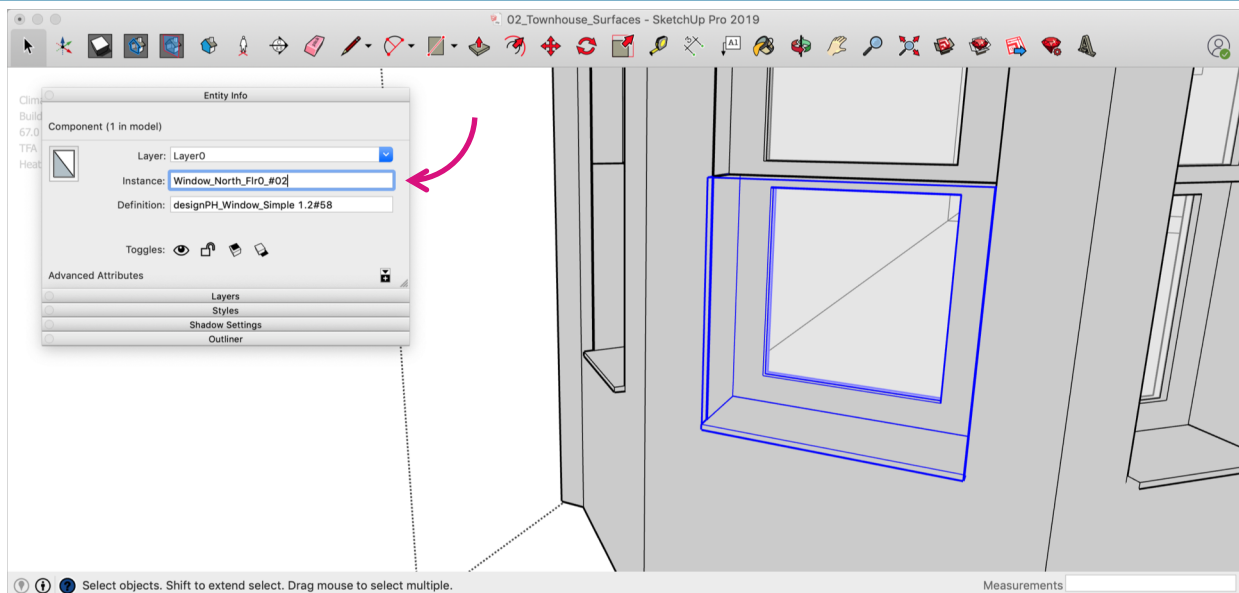 02_Townhouse_Surfaces - SketchUp Pro 2019
A1
Clima
Build
67.0
TFA
Heat
Entity Info
Component (1 in model)
Layer: Layer0
Instance: Window_North_Flr0_#02
Definition: designPH_Window_Simple 1.2#58
Toggles:
Advanced Attributes
Layers
Styles
Shadow Settings
Outliner
? Select objects. Shift to extend select. Drag mouse to select multiple.
Measurements